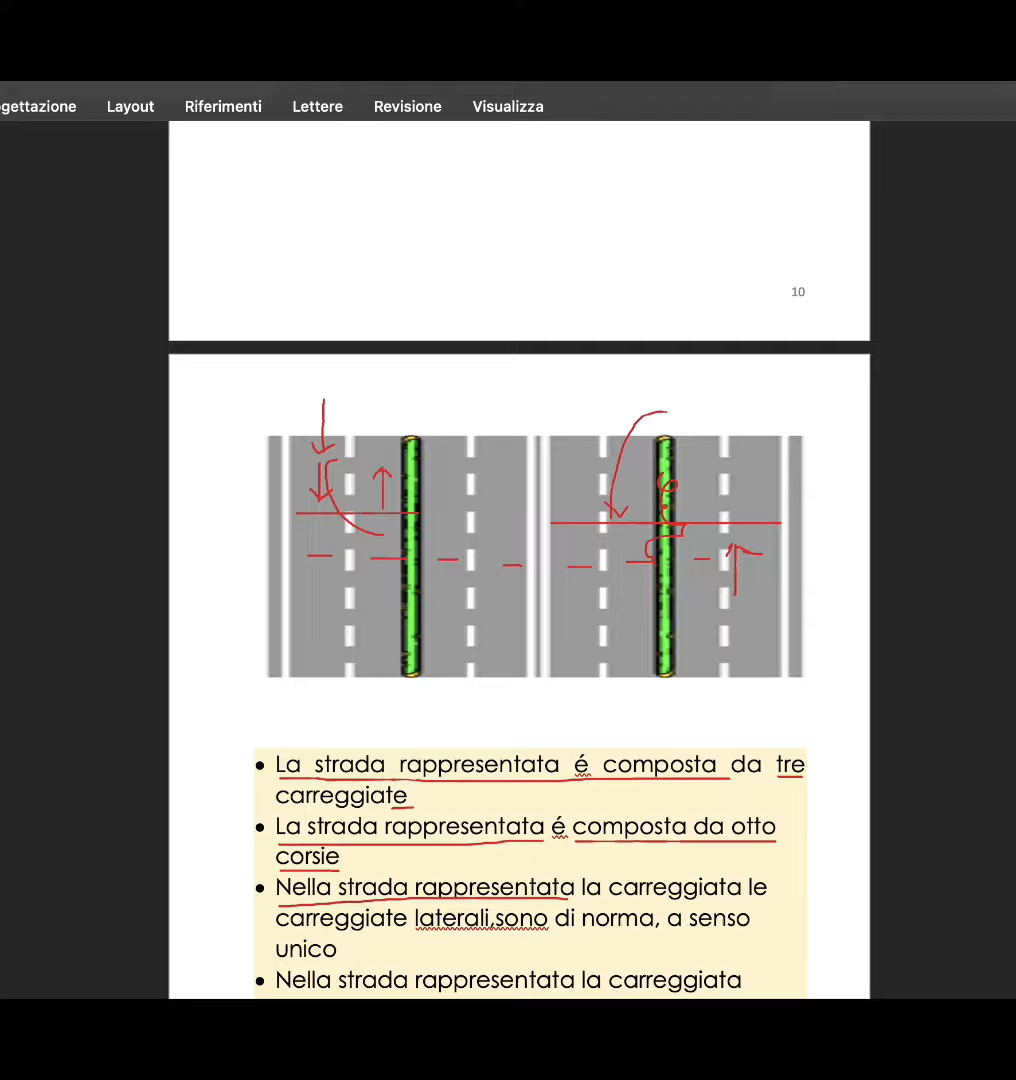 gettazione Layout Riferimenti Lettere Revisione Visualizza
10
• La strada rappresentata é composta da tre
carreggiate
• La strada rappresentata é composta da otto
corsie
• Nella strada rappresentata la carreggiata le
carreggiate laterali,sono di norma, a senso
unico
• Nella strada rappresentata la carreggiata